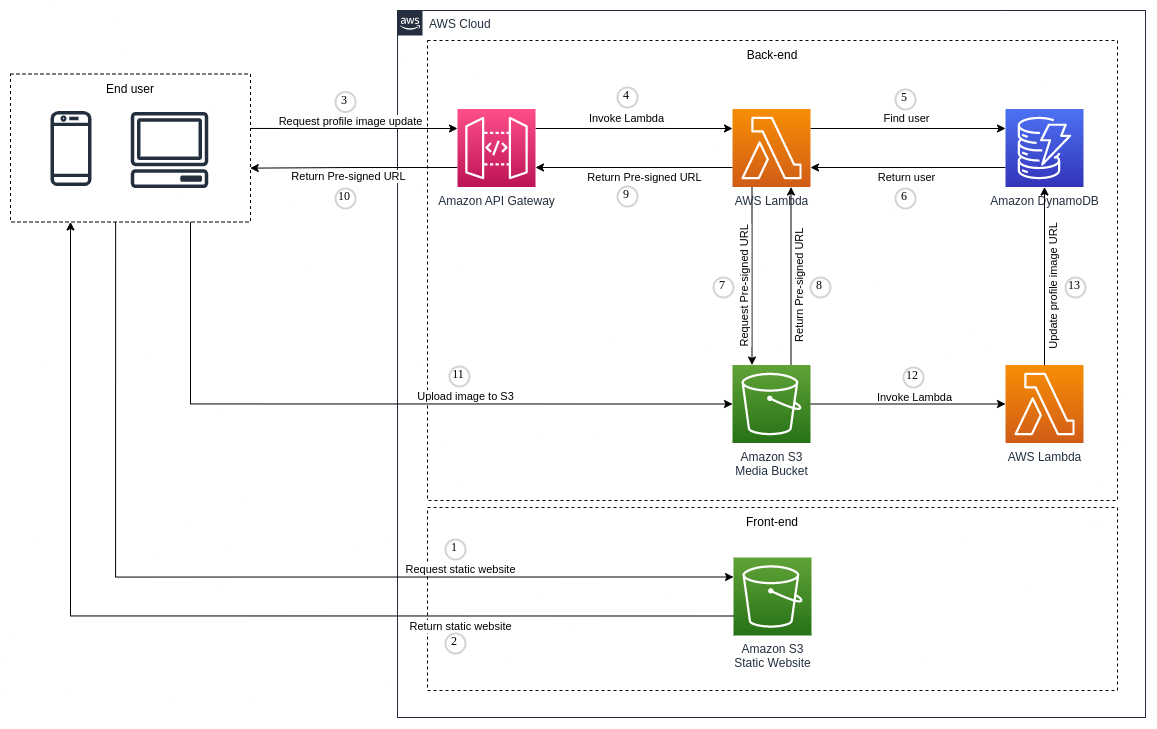 aws
AWS Cloud
Back-end
End user
3
Request profile image update
4
Invoke Lambda
5
Find user
Return Pre-signed URL
10
Return Pre-signed URL
9
Return user
6
Amazon API Gateway
AWS Lambda
Amazon DynamoDB
7
Request Pre-signed URL
Return Pre-signed URL
8
Update profile image URL
13
11
Upload image to S3
12
Invoke Lambda
Amazon S3
Media Bucket
AWS Lambda
Front-end
1
Request static website
Return static website
2
Amazon S3
Static Website